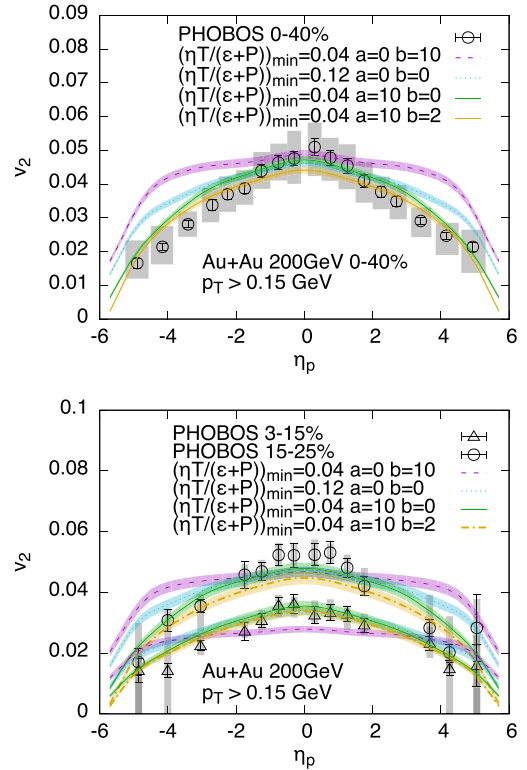 0.09
0.08
0.07
0.06
0.05
0.04
0.03
0.02
0.01
0
v₂
PHOBOS 0-40%
(ηT/(ε+P))min=0.04 a=0 b=10
(ηT/(ε+P))min=0.12 a=0 b=0
(ηT/(ε+P))min=0.04 a=10 b=0
(ηT/(ε+P))min=0.04 a=10 b=2
Au+Au 200GeV 0-40%
pT > 0.15 GeV
-6 -4 -2 0 2 4 6
ηp
0.1
0.08
0.06
0.04
0.02
0
v₂
PHOBOS 3-15%
PHOBOS 15-25%
(ηT/(ε+P))min=0.04 a=0 b=10
(ηT/(ε+P))min=0.12 a=0 b=0
(ηT/(ε+P))min=0.04 a=10 b=0
(ηT/(ε+P))min=0.04 a=10 b=2
Au+Au 200GeV
pT > 0.15 GeV
-6 -4 -2 0 2 4 6
ηp